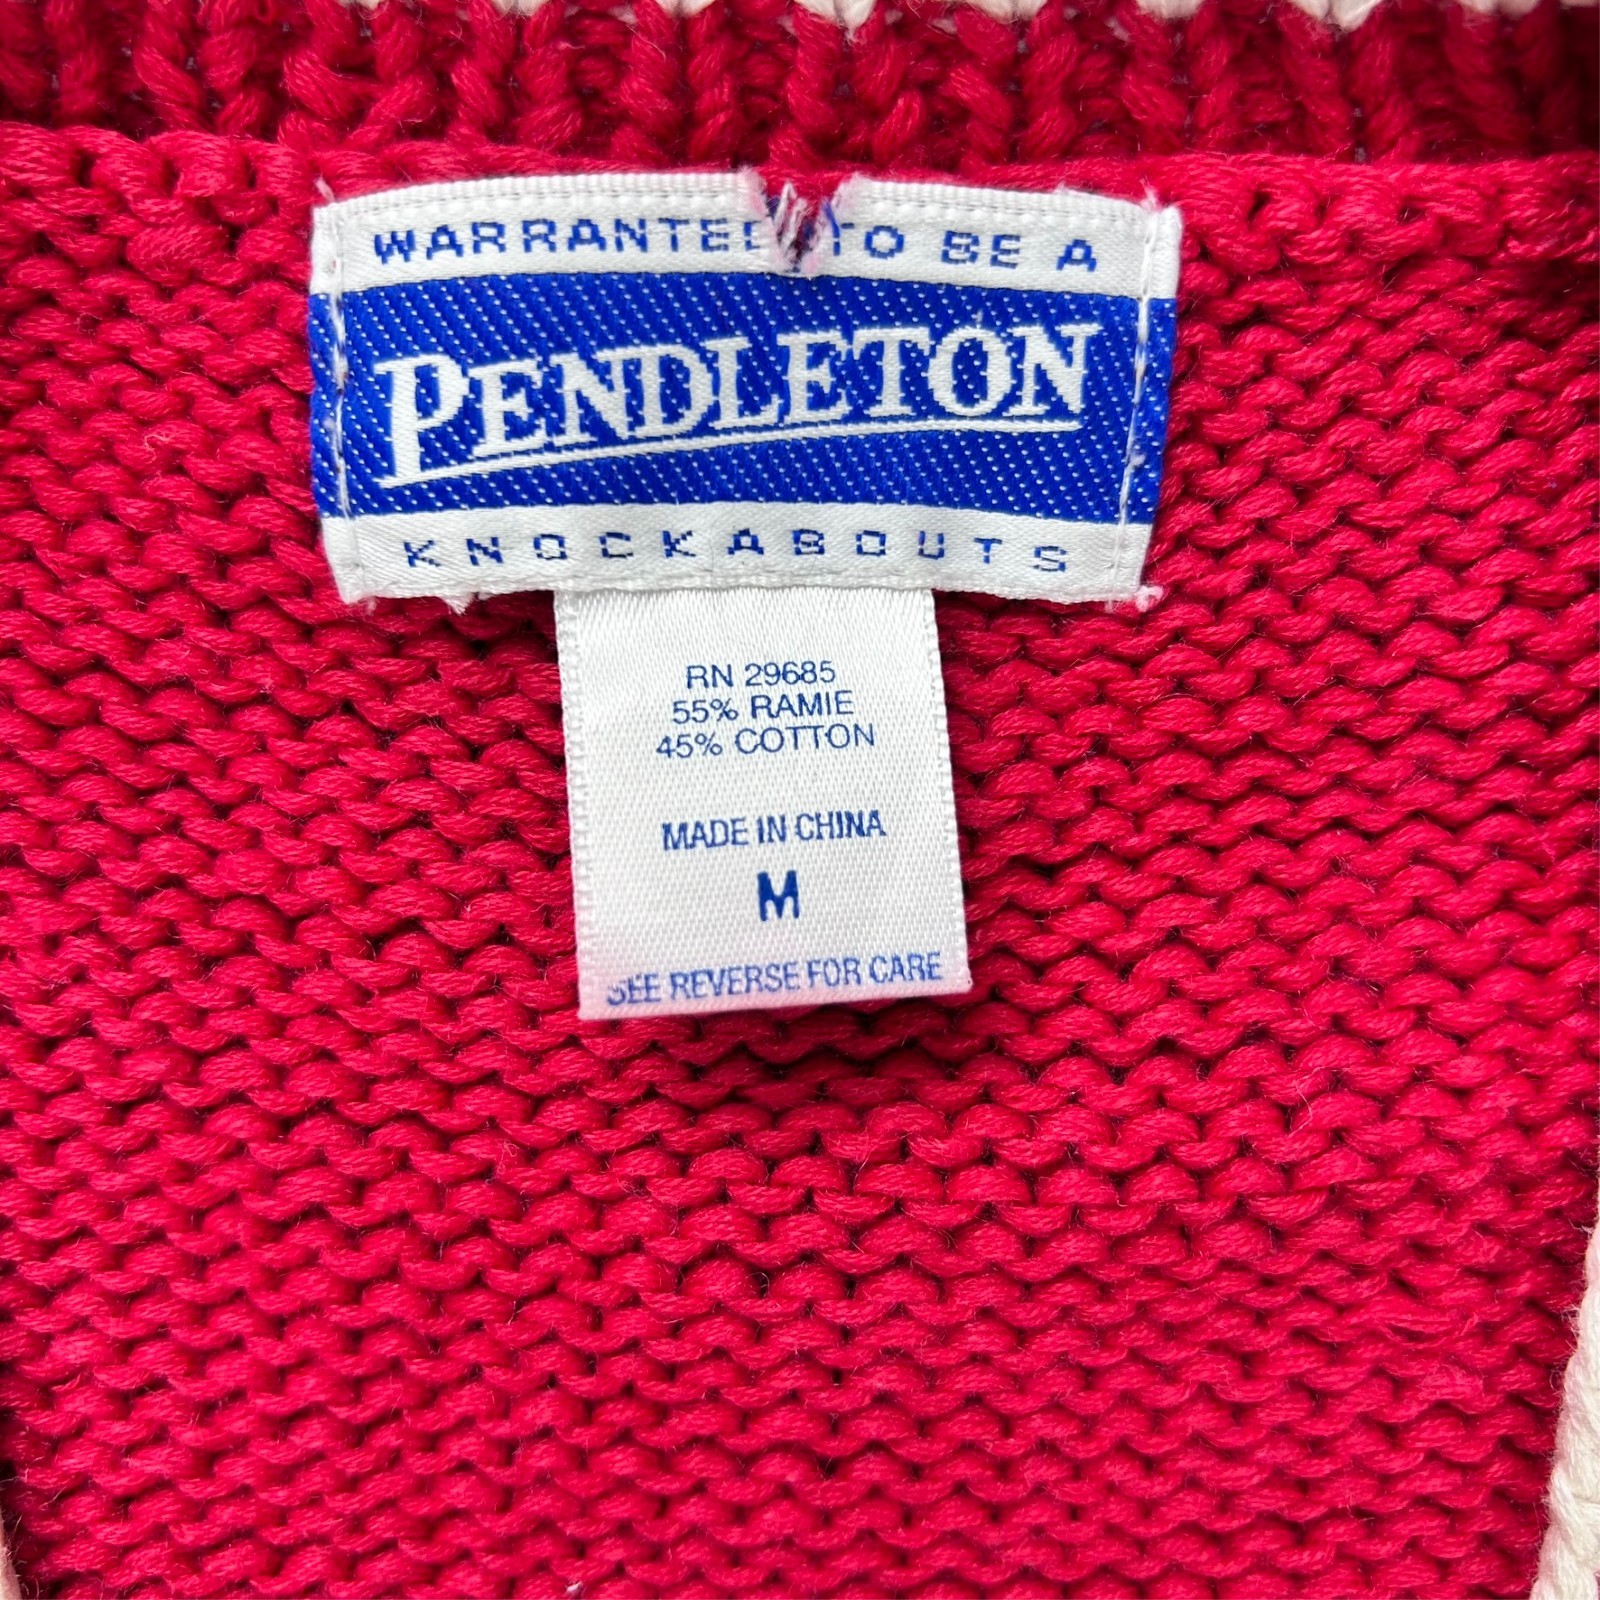 WARRANTED TO BE A
PENDLETON
KNOCKABOUTS
RN 29685
55% RAMIE
45% COTTON
MADE IN CHINA
M
SEE REVERSE FOR CARE